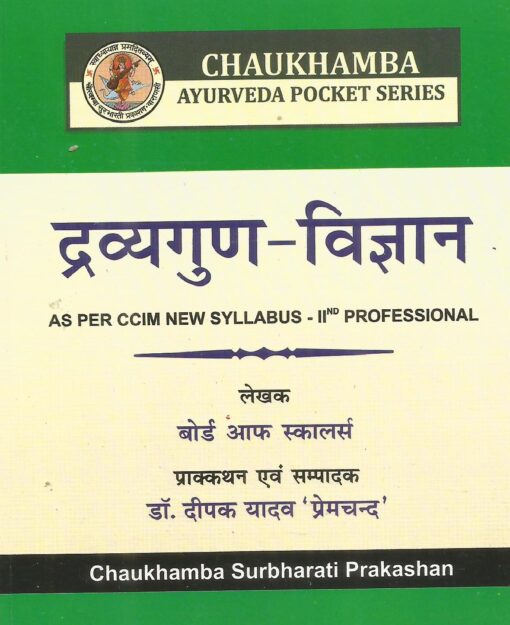 CHAUKHAMBA
AYURVEDA POCKET SERIES
द्रव्यगुण-विज्ञान
AS PER CCIM NEW SYLLABUS - IIND PROFESSIONAL
लेखक
बोर्ड आफ स्कालर्स
प्राक्कथन एवं सम्पादक
डॉ. दीपक यादव ‘प्रेमचन्द’
Chaukhamba Surbharati Prakashan